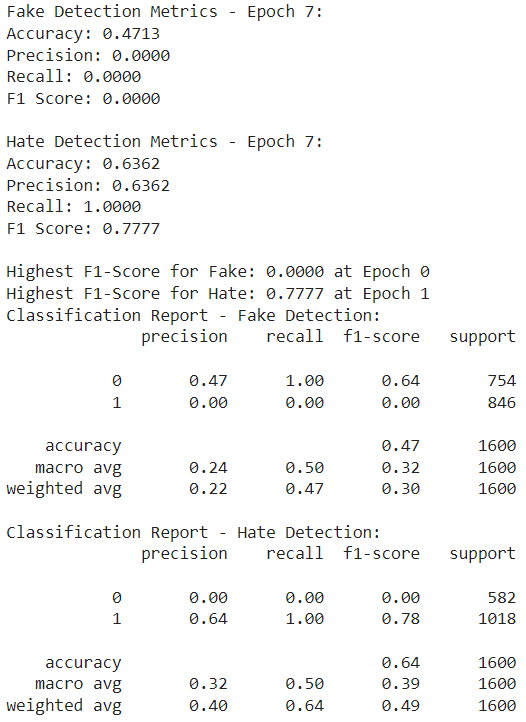 Fake Detection Metrics - Epoch 7:
Accuracy: 0.4713
Precision: 0.0000
Recall: 0.0000
F1 Score: 0.0000
Hate Detection Metrics - Epoch 7:
Accuracy: 0.6362
Precision: 0.6362
Recall: 1.0000
F1 Score: 0.7777
Highest F1-Score for Fake: 0.0000 at Epoch 0
Highest F1-Score for Hate: 0.7777 at Epoch 1
Classification Report - Fake Detection:
precision recall f1-score support
0 0.47 1.00 0.64 754
1 0.00 0.00 0.00 846
accuracy 0.47 1600
macro avg 0.24 0.50 0.32 1600
weighted avg 0.22 0.47 0.30 1600
Classification Report - Hate Detection:
precision recall f1-score support
0 0.00 0.00 0.00 582
1 0.64 1.00 0.78 1018
accuracy 0.64 1600
macro avg 0.32 0.50 0.39 1600
weighted avg 0.40 0.64 0.49 1600